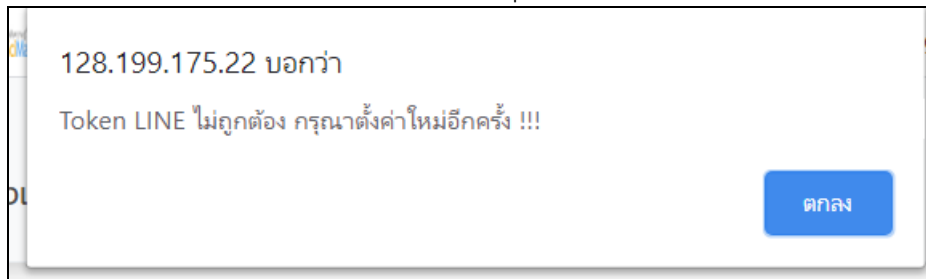 128.199.175.22 บอกว่า
Token LINE ไม่ถูกต้อง กรุณาตั้งค่าใหม่อีกครั้ง !!!
ตกลง